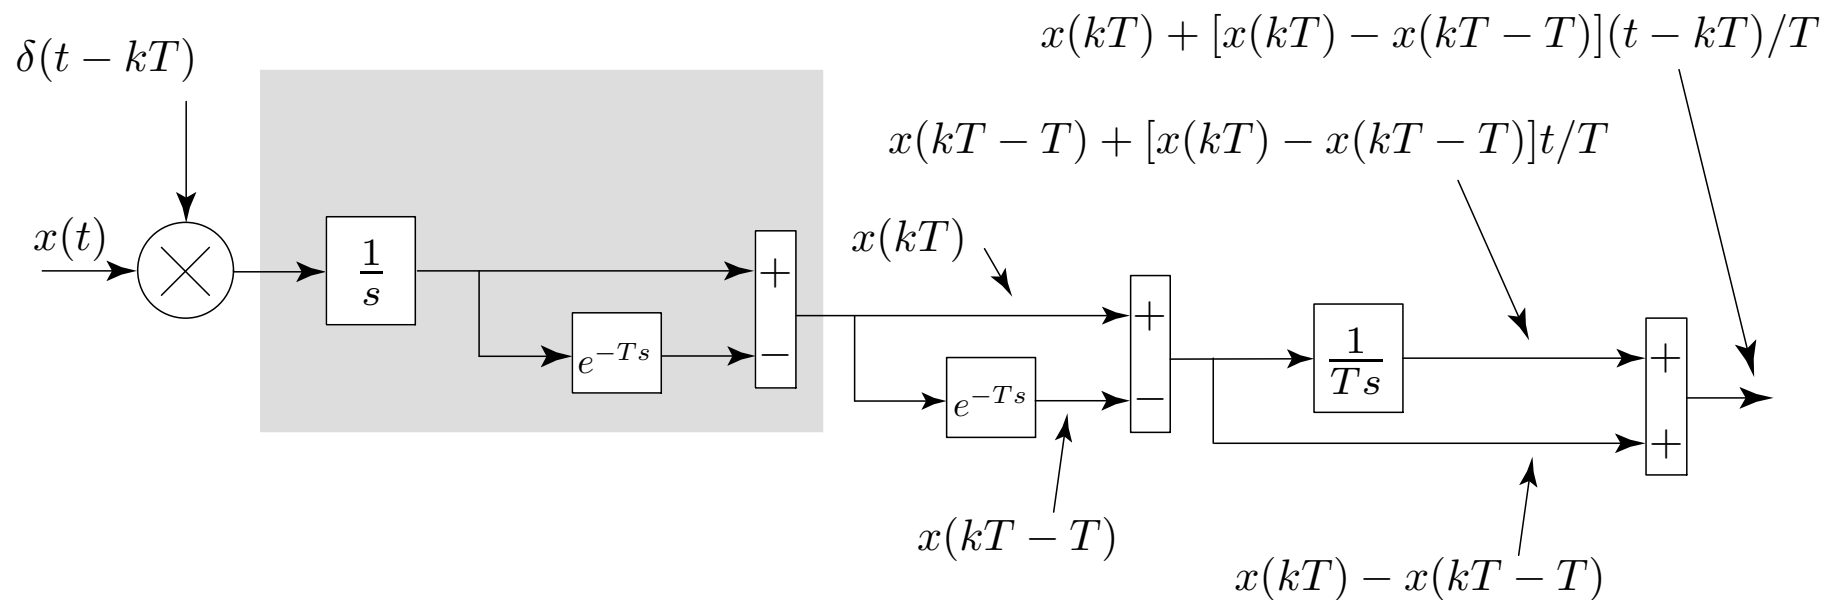 x(kT) + [x(kT) − x(kT − T)](t − kT)/T
δ(t − kT)
x(kT − T) + [x(kT) − x(kT − T)]t/T
x(t)
1/s
e^{−Ts}
+
−
x(kT)
e^{−Ts}
+
−
1/Ts
+
+
x(kT − T)
x(kT) − x(kT − T)